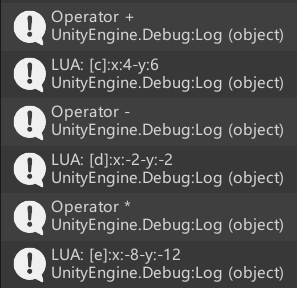 Operator +
UnityEngine.Debug:Log (object)
LUA: [c]:x:4-y:6
UnityEngine.Debug:Log (object)
Operator -
UnityEngine.Debug:Log (object)
LUA: [d]:x:-2-y:-2
UnityEngine.Debug:Log (object)
Operator *
UnityEngine.Debug:Log (object)
LUA: [e]:x:-8-y:-12
UnityEngine.Debug:Log (object)